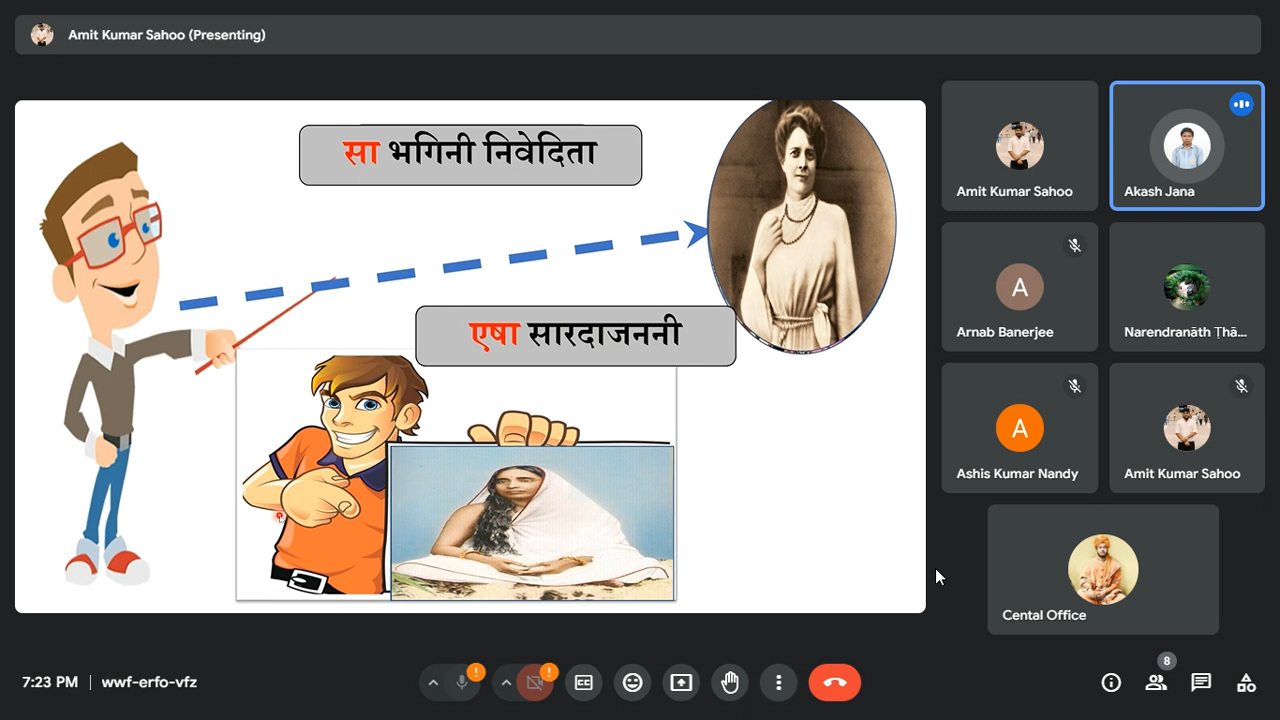 Amit Kumar Sahoo (Presenting)
सा भगिनी निवेदिता
एषा सारदाजननी
Amit Kumar Sahoo
Akash Jana
A
Arnab Banerjee
Narendranāth Ṭhā...
A
Ashis Kumar Nandy
Amit Kumar Sahoo
Cental Office
7:23 PM | wwf-erfo-vfz
8